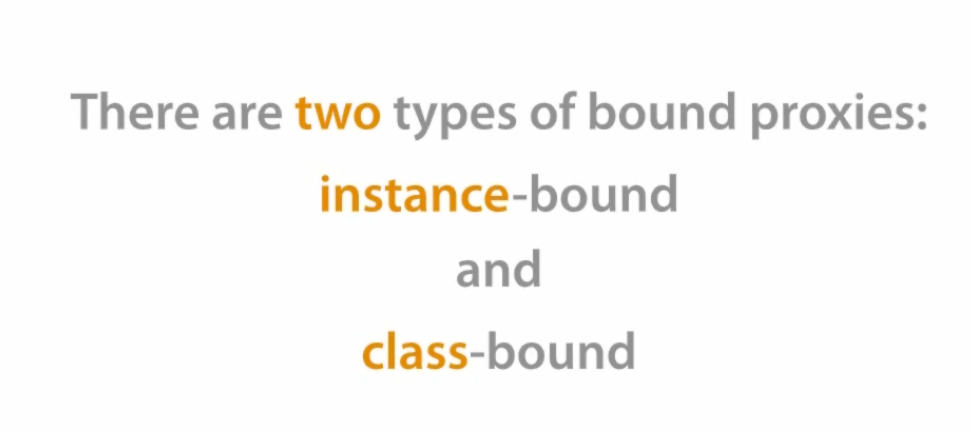 There are two types of bound proxies:
instance-bound
and
class-bound